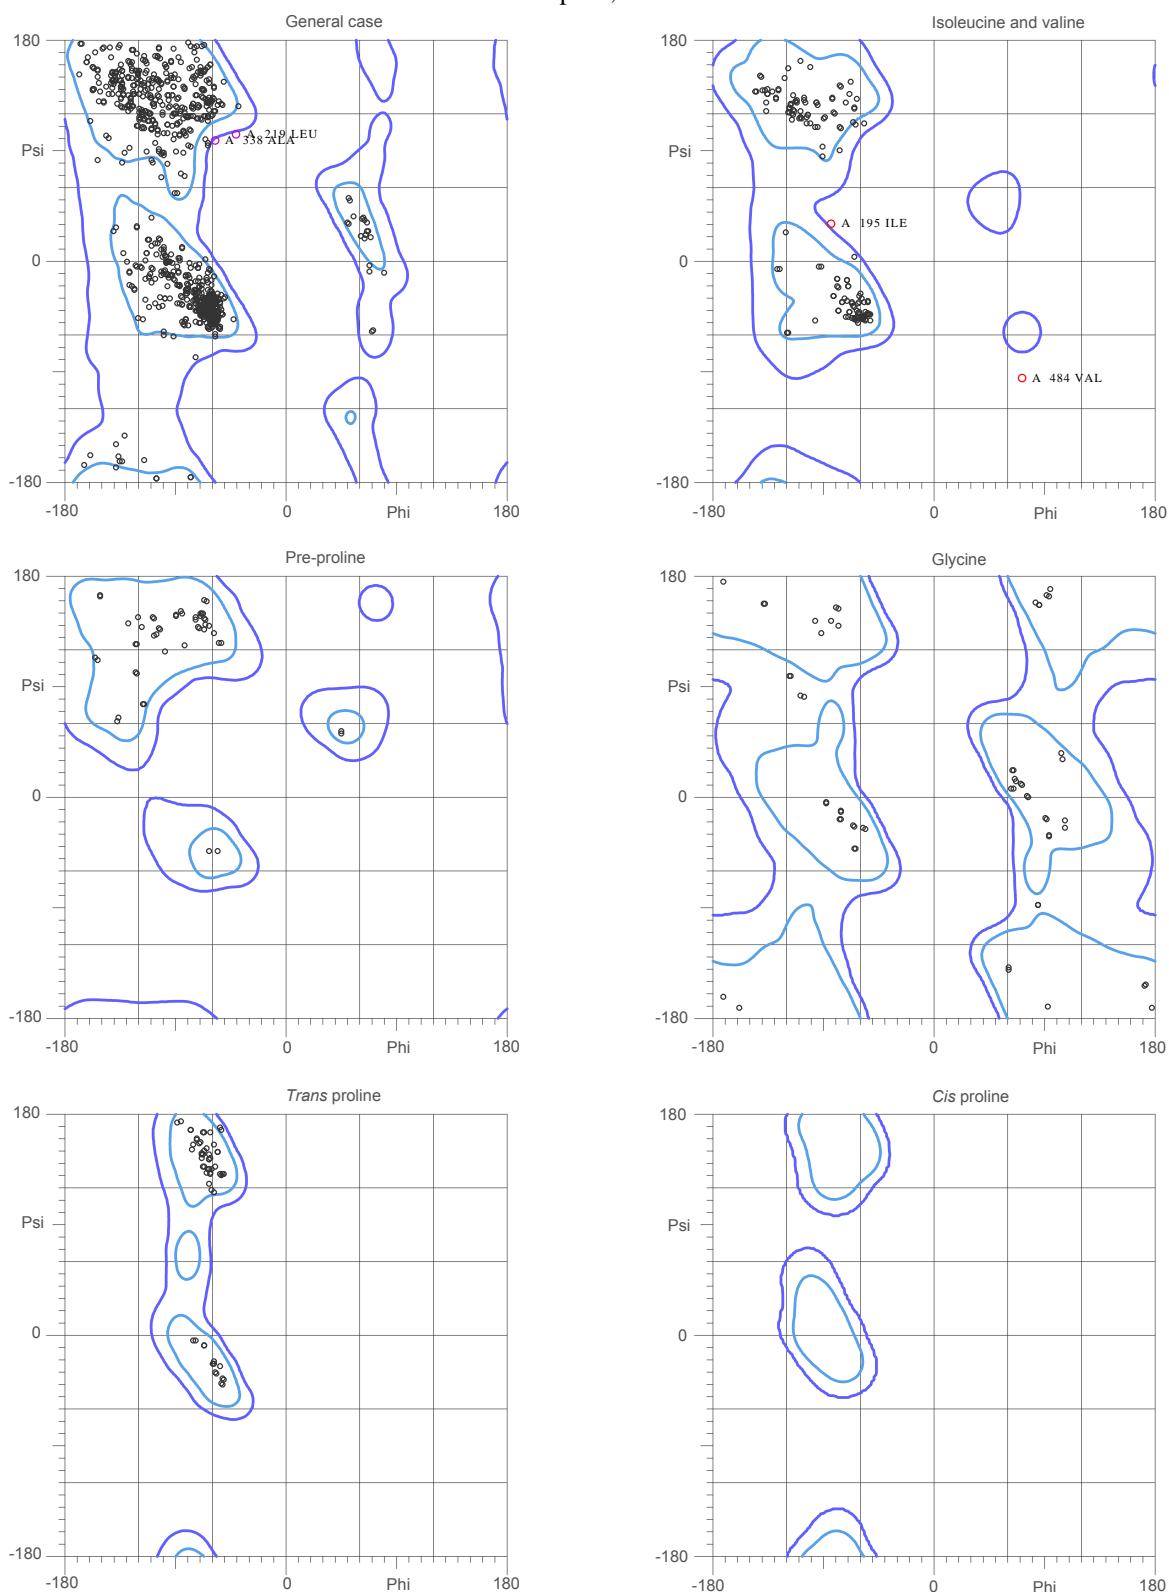 General case
Isoleucine and valine
180
180
A 219 LEU
A 338 ALA
Psi
Psi
A 195 ILE
0
0
A 484 VAL
-180
-180
-180
0
Phi
180
-180
0
Phi
180
Pre-proline
Glycine
180
180
Psi
Psi
0
0
-180
-180
-180
0
Phi
180
-180
0
Phi
180
Trans proline
Cis proline
180
180
Psi
Psi
0
0
-180
-180
-180
0
Phi
180
-180
0
Phi
180